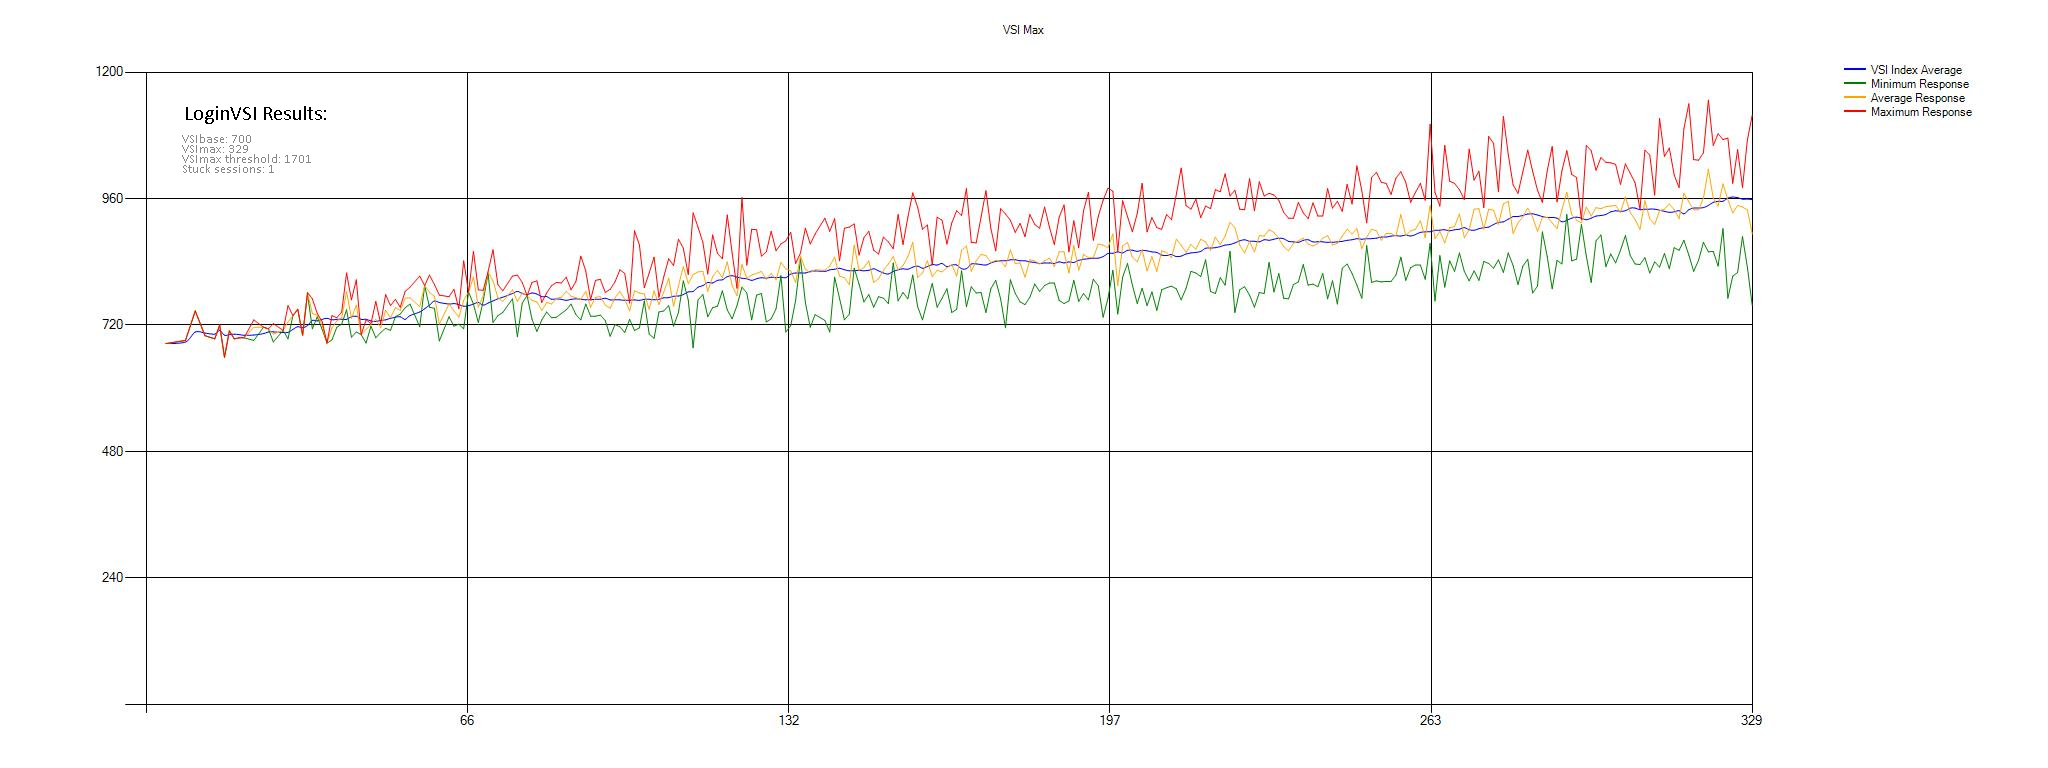 VSI Max
1200
960
720
480
240
LoginVSI Results:
VSIbase: 700
VSImax: 329
VSImax threshold: 1701
Stuck sessions: 1
66
132
197
263
329
VSI Index Average
Minimum Response
Average Response
Maximum Response